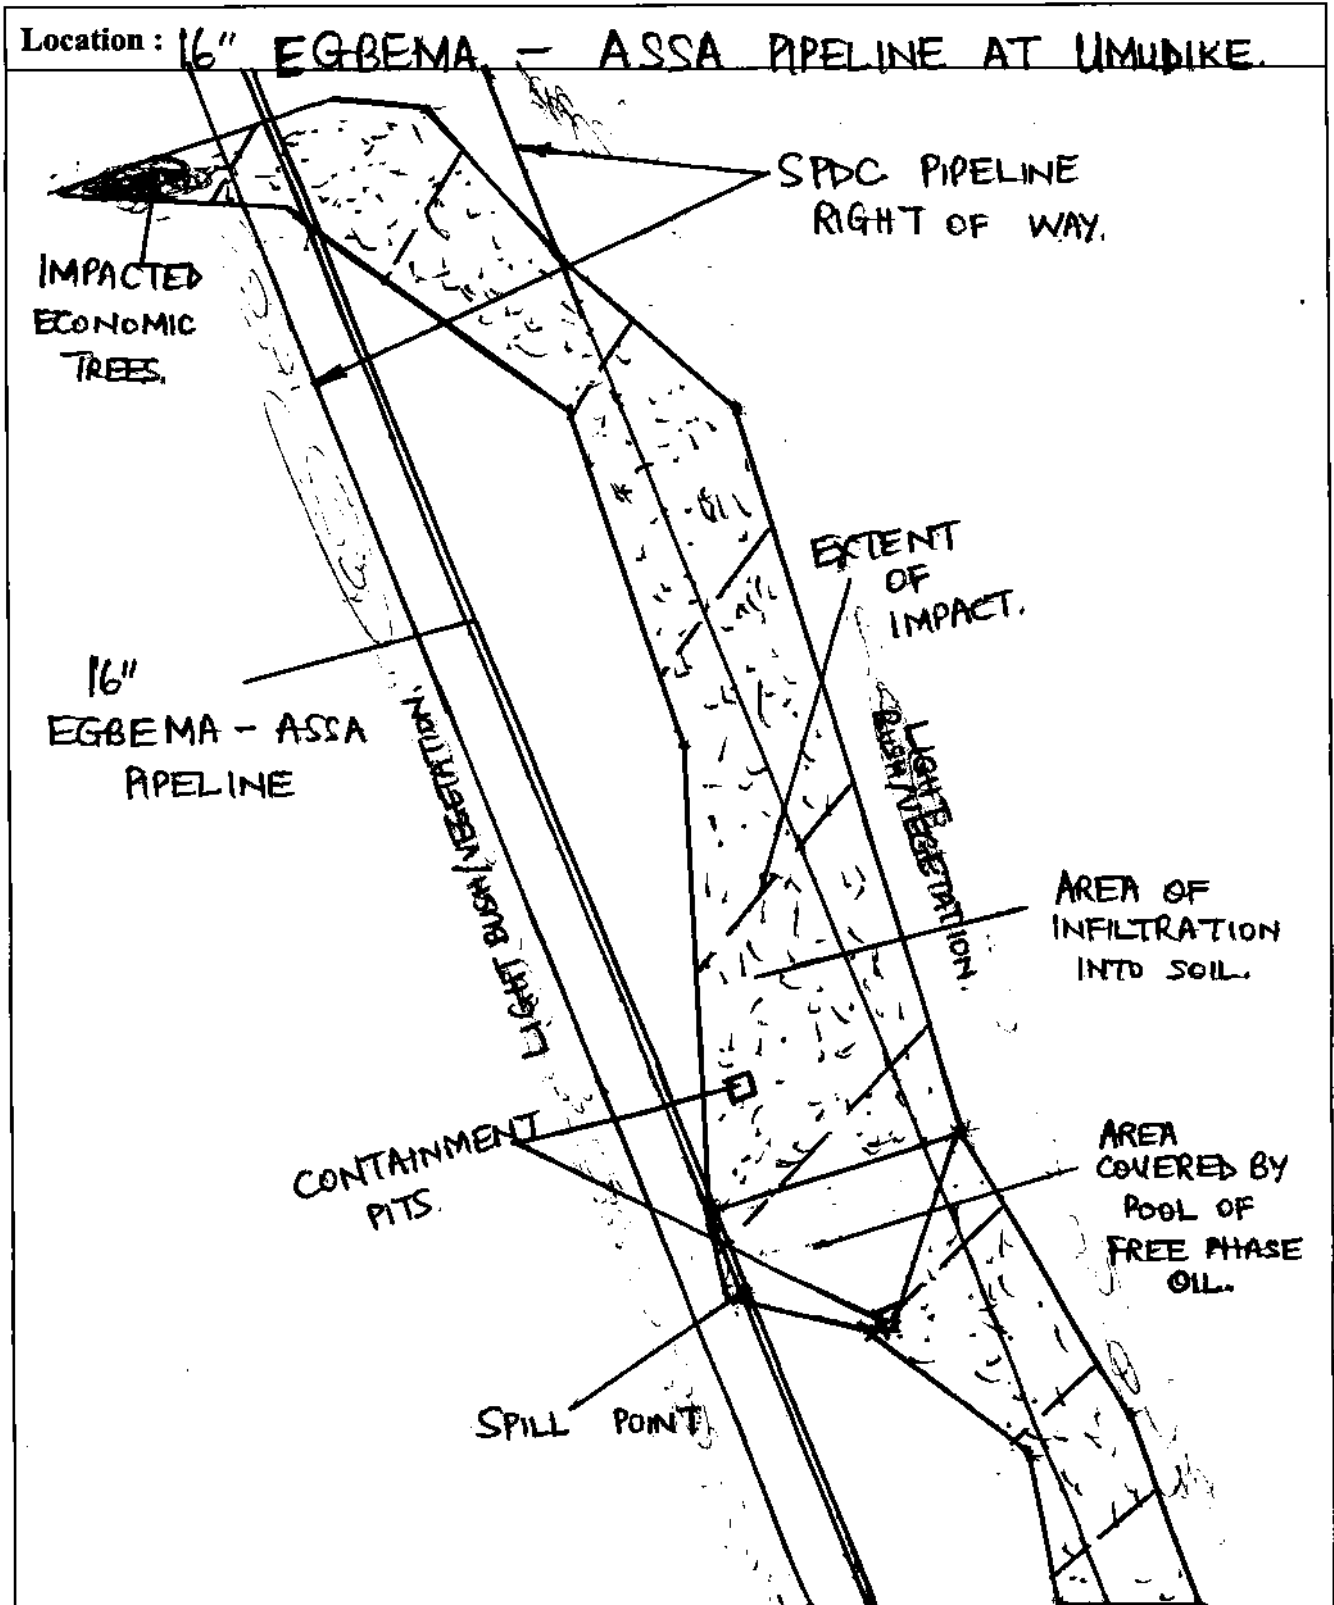 Location : 16" EGBEMA - ASSA PIPELINE AT UMUDIKE.
SPDC PIPELINE
RIGHT OF WAY.
IMPACTED
ECONOMIC
TREES.
EXTENT
OF
IMPACT.
16"
EGBEMA - ASSA
PIPELINE
LIGHT BUSH/VEGETATION.
LIGHT
BUSH/VEGETATION.
AREA OF
INFILTRATION
INTO SOIL.
CONTAINMENT
PITS.
AREA
COVERED BY
POOL OF
FREE PHASE
OIL.
SPILL POINT